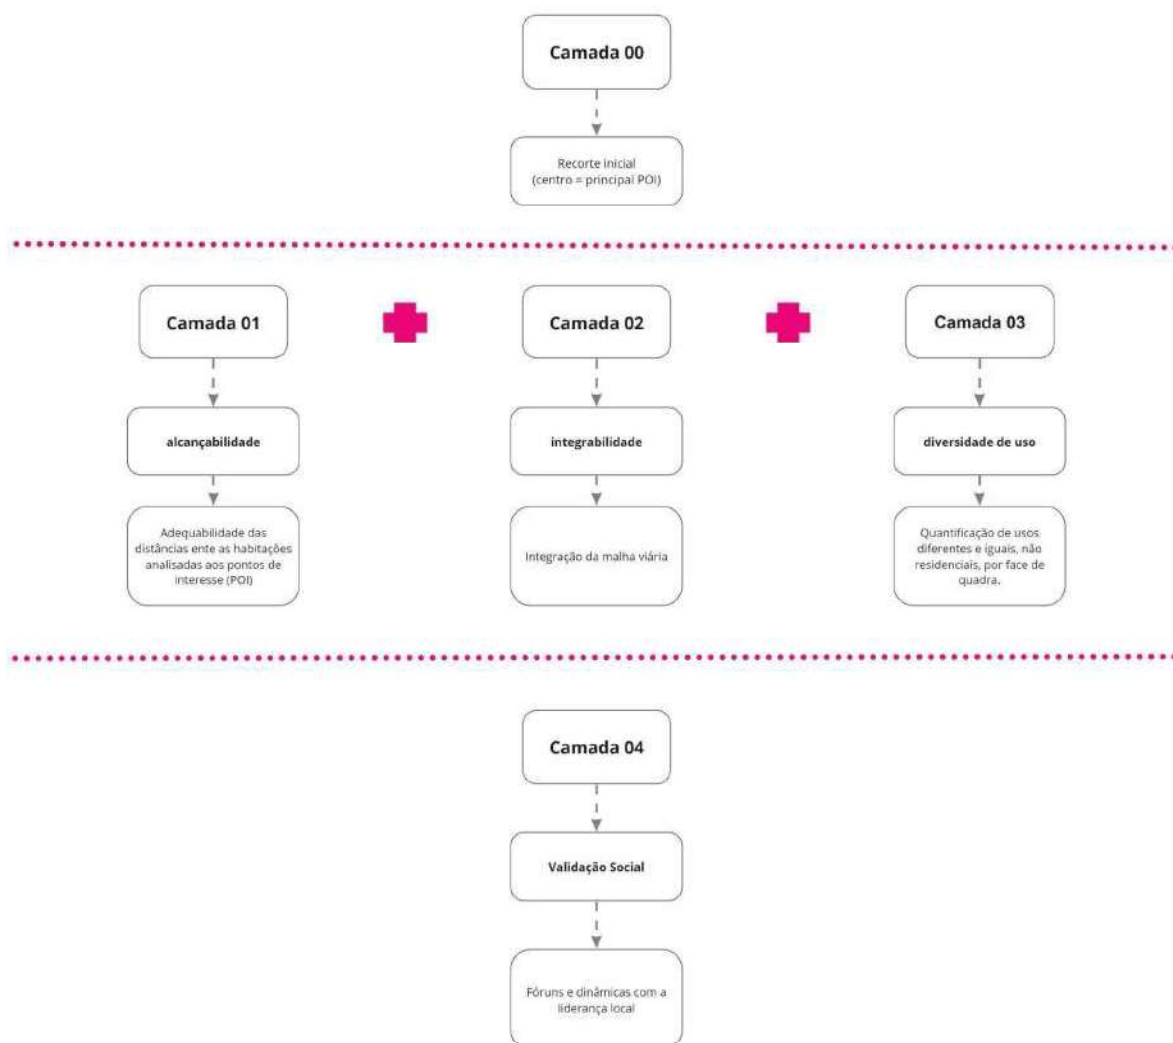 Camada 00
Recorte inicial
(centro = principal POI)
Camada 01
Camada 02
Camada 03
alcançabilidade
integrabilidade
diversidade de uso
Adequabilidade das
distâncias ente as habitações
analisadas aos pontos de
interesse (POI)
Integração da malha viária
Quantificação de usos
diferentes e iguais, não
residenciais, por face de
quadra.
Camada 04
Validação Social
Fóruns e dinâmicas com a
liderança local